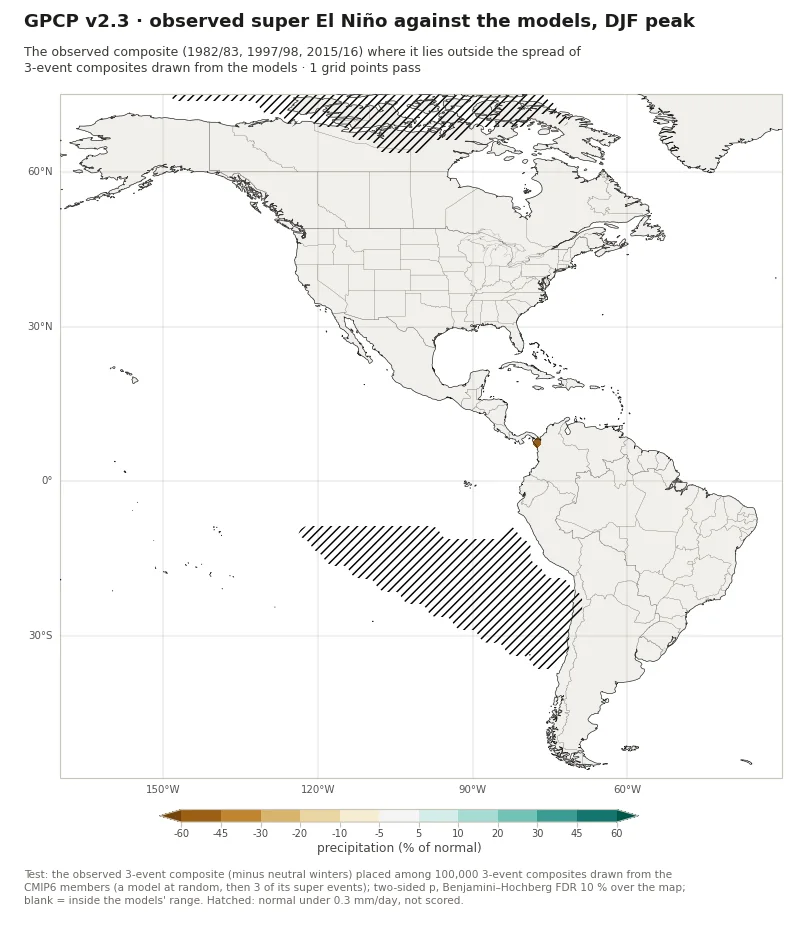 GPCP v2.3 · observed super El Niño against the models, DJF peak
The observed composite (1982/83, 1997/98, 2015/16) where it lies outside the spread of
3-event composites drawn from the models · 1 grid points pass
60°N
30°N
0°
30°S
150°W 120°W 90°W 60°W
-60 -45 -30 -20 -10 -5 5 10 20 30 45 60
precipitation (% of normal)
Test: the observed 3-event composite (minus neutral winters) placed among 100,000 3-event composites drawn from the
CMIP6 members (a model at random, then 3 of its super events); two-sided p, Benjamini–Hochberg FDR 10 % over the map;
blank = inside the models' range. Hatched: normal under 0.3 mm/day, not scored.